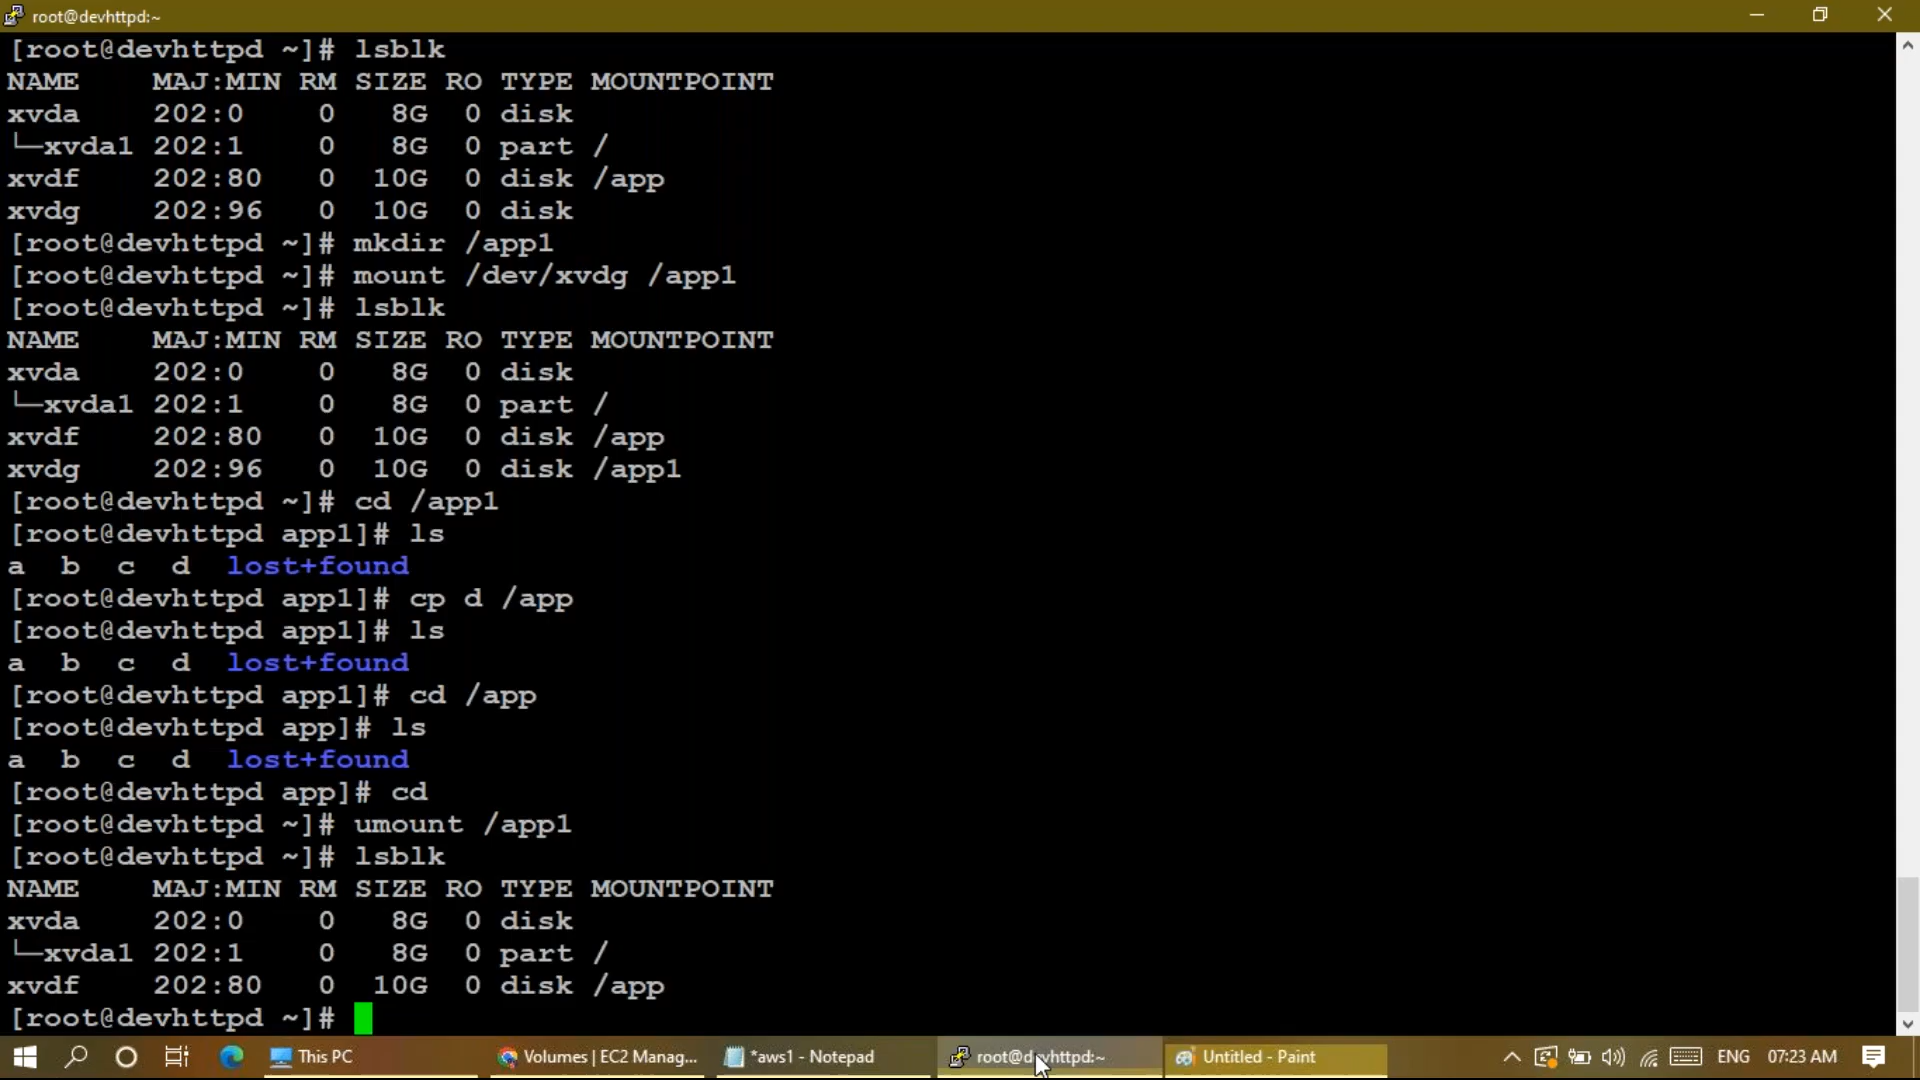 root@devhttpd:~
[root@devhttpd ~]# lsblk
NAME    MAJ:MIN RM SIZE RO TYPE MOUNTPOINT
xvda    202:0    0   8G  0 disk
└─xvda1 202:1    0   8G  0 part /
xvdf    202:80   0  10G  0 disk /app
xvdg    202:96   0  10G  0 disk
[root@devhttpd ~]# mkdir /app1
[root@devhttpd ~]# mount /dev/xvdg /app1
[root@devhttpd ~]# lsblk
NAME    MAJ:MIN RM SIZE RO TYPE MOUNTPOINT
xvda    202:0    0   8G  0 disk
└─xvda1 202:1    0   8G  0 part /
xvdf    202:80   0  10G  0 disk /app
xvdg    202:96   0  10G  0 disk /app1
[root@devhttpd ~]# cd /app1
[root@devhttpd app1]# ls
a  b  c  d  lost+found
[root@devhttpd app1]# cp d /app
[root@devhttpd app1]# ls
a  b  c  d  lost+found
[root@devhttpd app1]# cd /app
[root@devhttpd app]# ls
a  b  c  d  lost+found
[root@devhttpd app]# cd
[root@devhttpd ~]# umount /app1
[root@devhttpd ~]# lsblk
NAME    MAJ:MIN RM SIZE RO TYPE MOUNTPOINT
xvda    202:0    0   8G  0 disk
└─xvda1 202:1    0   8G  0 part /
xvdf    202:80   0  10G  0 disk /app
[root@devhttpd ~]#
This PC  Volumes | EC2 Manag...  *aws1 - Notepad  root@devhttpd:~  Untitled - Paint  ENG  07:23 AM